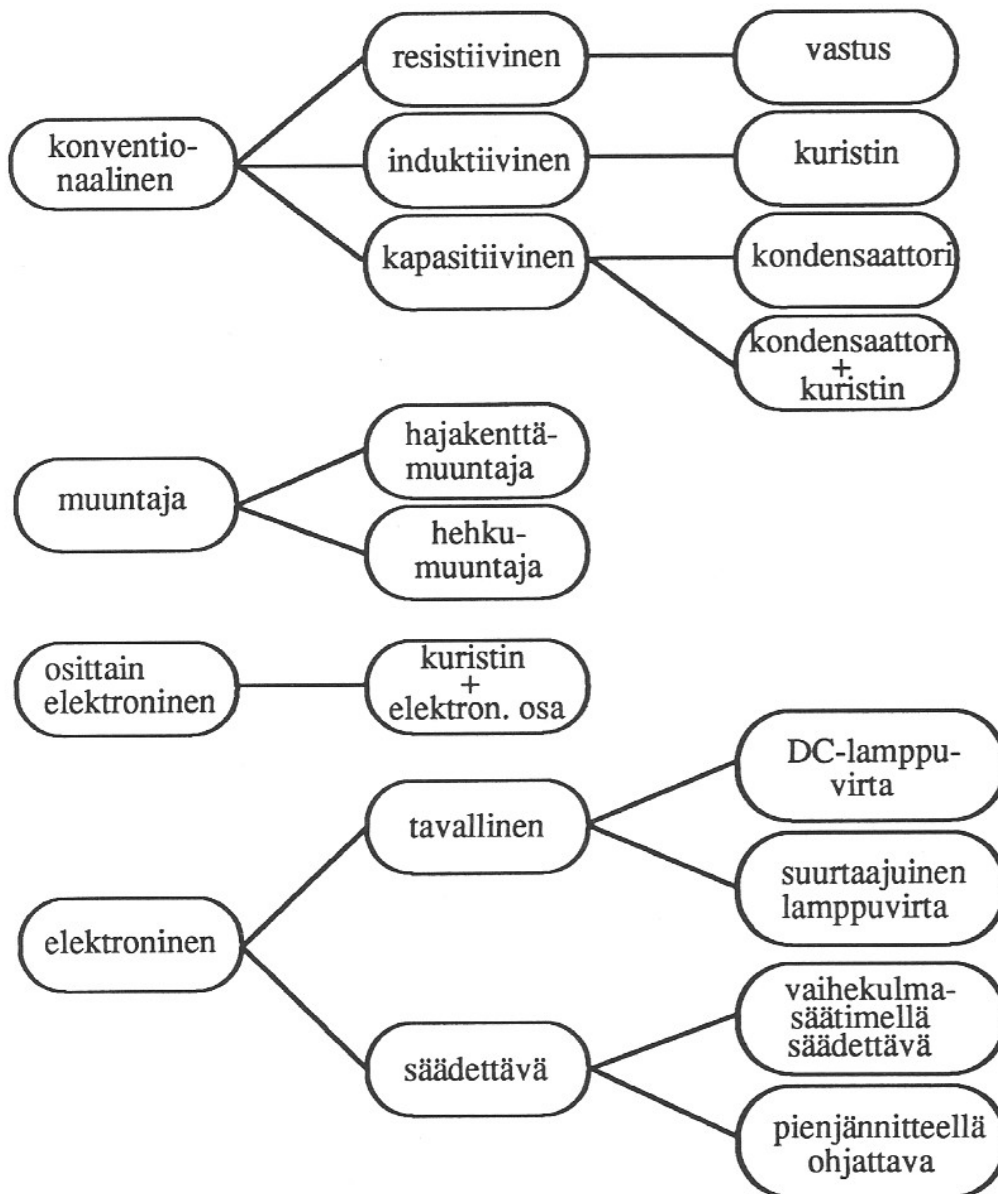 konventio-
naalinen
resistiivinen
vastus
induktiivinen
kuristin
kapasitiivinen
kondensaattori
kondensaattori
+
kuristin
muuntaja
hajakenttä-
muuntaja
hehku-
muuntaja
osittain
elektroninen
kuristin
+
elektron. osa
elektroninen
tavallinen
DC-lamppu-
virta
suurtaajuinen
lamppuvirta
säädettävä
vaihekulma-
säätimellä
säädettävä
pienjännitteellä
ohjattava